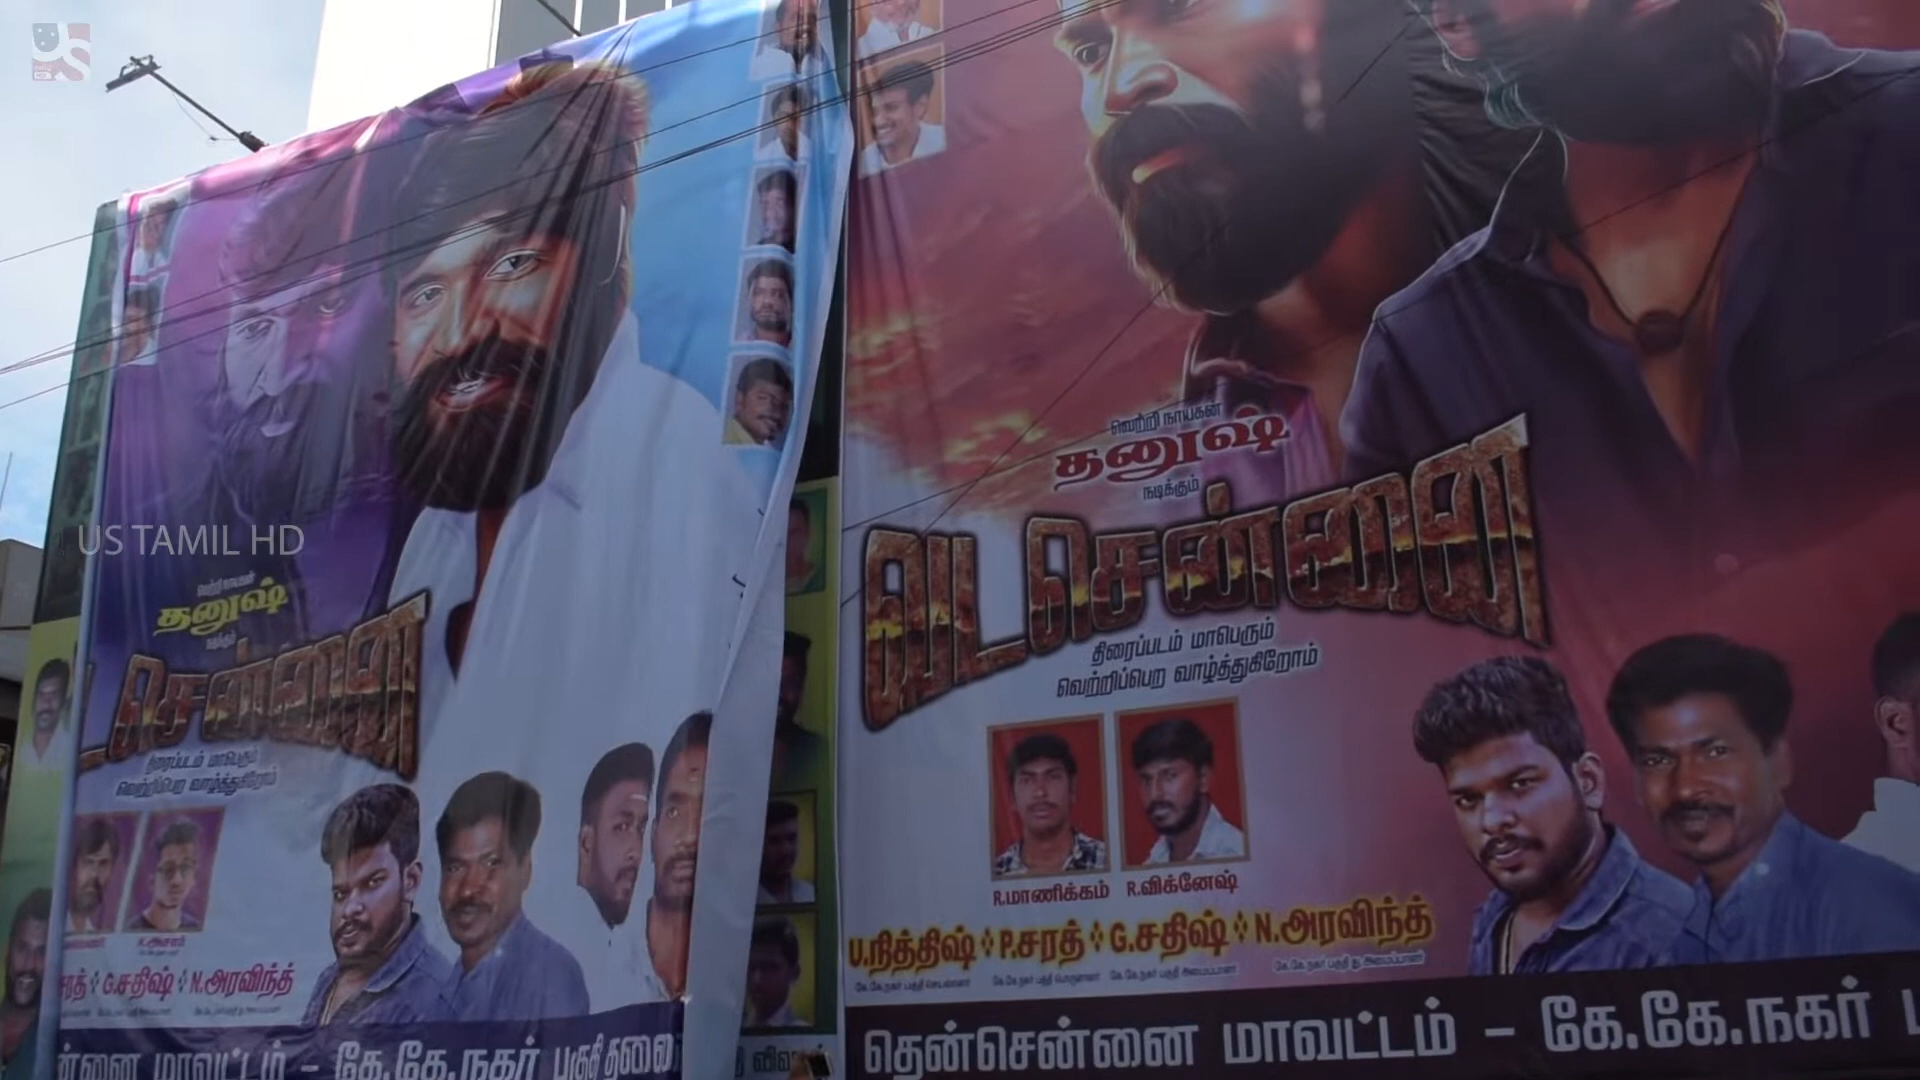 US TAMIL HD
தனுஷ்
சென்னை
திரைப்படம் மாபெரும்
வெற்றிப்பெற வாழ்த்துகிறோம்
G.சதிஷ் N.அரவிந்த்
மாவட்டம் - கே.கே.நகர் பகுதி
வெற்றி நாயகன்
தனுஷ்
நடிக்கும்
வடசென்னை
திரைப்படம் மாபெரும்
வெற்றிப்பெற வாழ்த்துகிறோம்
R.மாணிக்கம் R.விக்னேஷ்
U.நித்திஷ் P.சரத் G.சதிஷ் N.அரவிந்த்
தென்சென்னை மாவட்டம் - கே.கே.நகர்